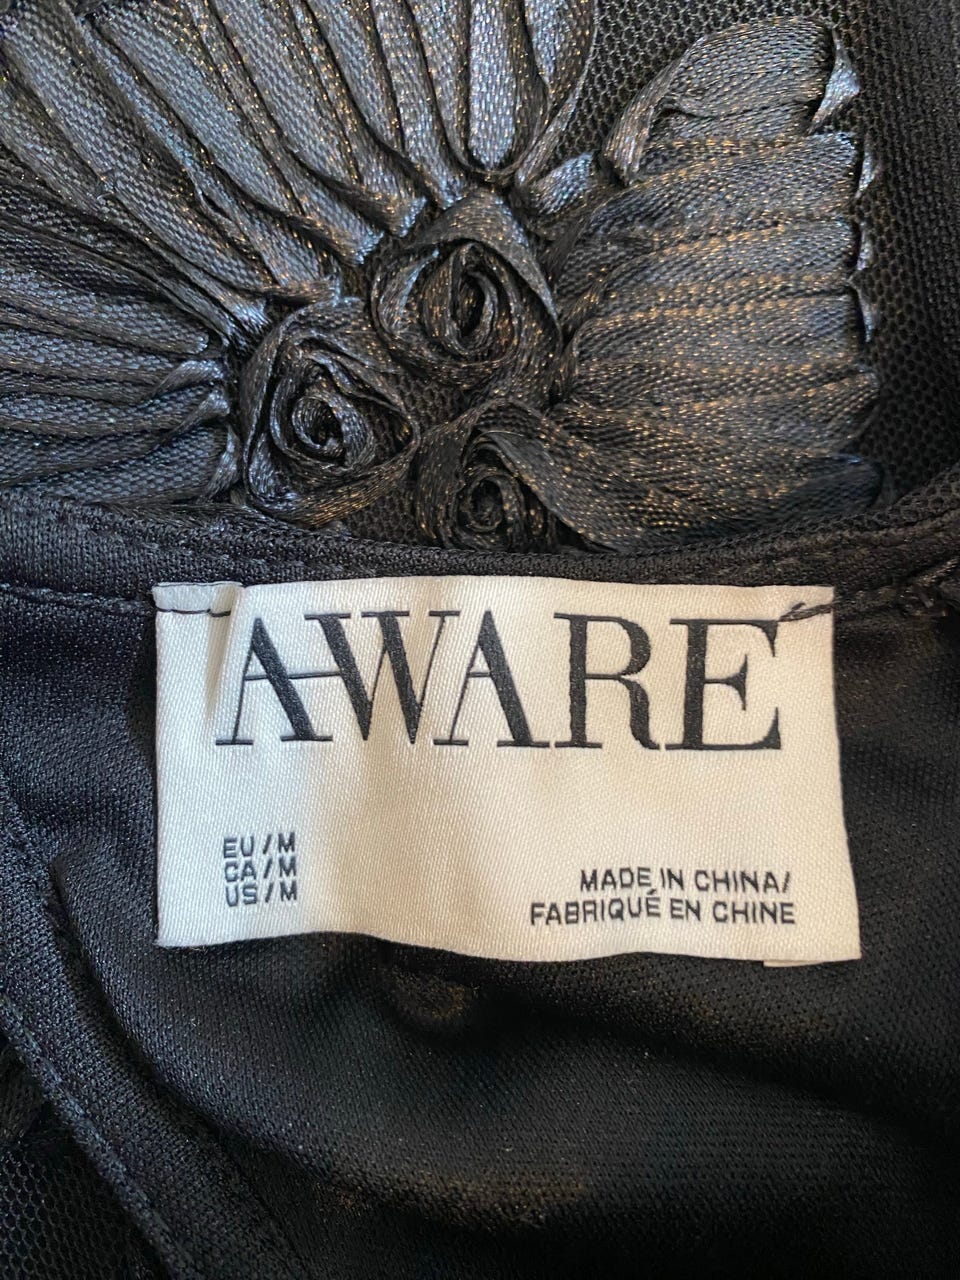 AWARE
EU/M
CA/M
US/M
MADE IN CHINA/
FABRIQUÉ EN CHINE